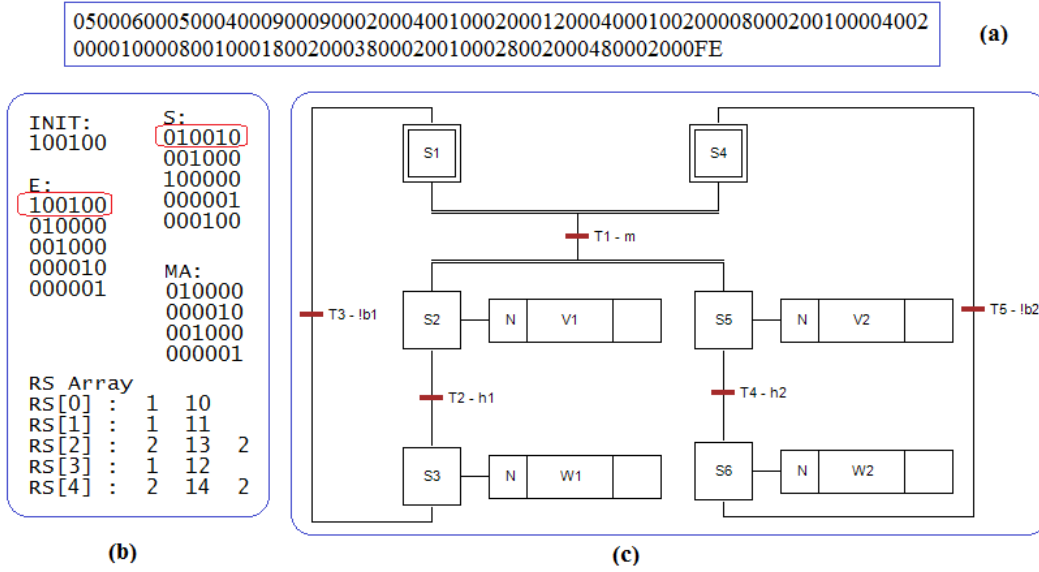 0500060005000400090009000200040010002000120004000100200008000200100004002
0000100008001000180020003800020010002800200048000200FE
(a)
INIT:
100100
E:
100100
010000
001000
000010
000001
S:
010010
001000
100000
000001
000100
MA:
010000
000010
001000
000001
RS Array
RS[0] : 1 10
RS[1] : 1 11
RS[2] : 2 13 2
RS[3] : 1 12
RS[4] : 2 14 2
(b)
S1
S4
T1 - m
T3 - !b1
S2
N
V1
S5
N
V2
T5 - !b2
T2 - h1
T4 - h2
S3
N
W1
S6
N
W2
(c)